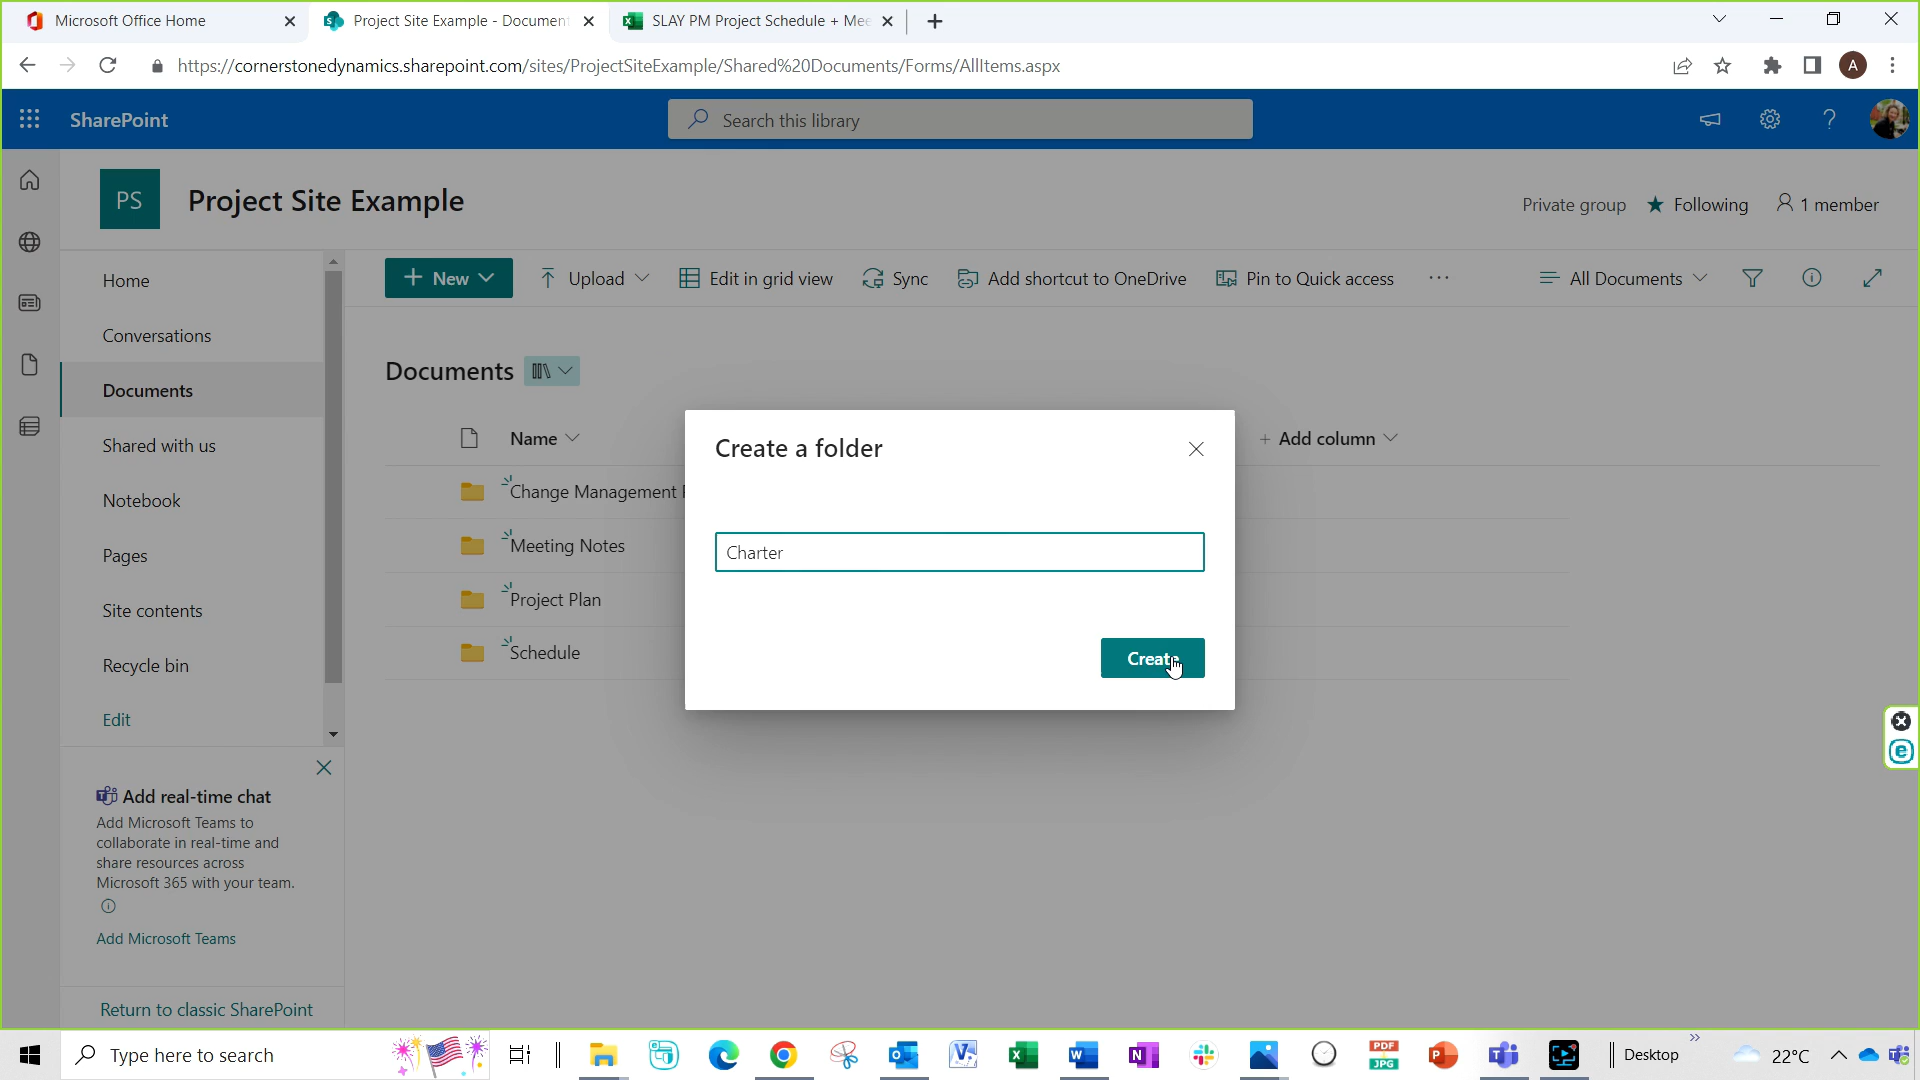 Microsoft Office Home
Project Site Example - Document
SLAY PM Project Schedule + Mee
https://cornerstonedynamics.sharepoint.com/sites/ProjectSiteExample/Shared%20Documents/Forms/AllItems.aspx
A
SharePoint
Search this library
PS
Project Site Example
Private group
Following
1 member
Home
Conversations
Documents
Shared with us
Notebook
Pages
Site contents
Recycle bin
Edit
New
Upload
Edit in grid view
Sync
Add shortcut to OneDrive
Pin to Quick access
All Documents
Documents
Name
Add column
Change Management
Meeting Notes
Project Plan
Schedule
Create a folder
Charter
Create
Add real-time chat
Add Microsoft Teams to
collaborate in real-time and
share resources across
Microsoft 365 with your team.
Add Microsoft Teams
Return to classic SharePoint
Type here to search
PDF
JPG
Desktop
22°C